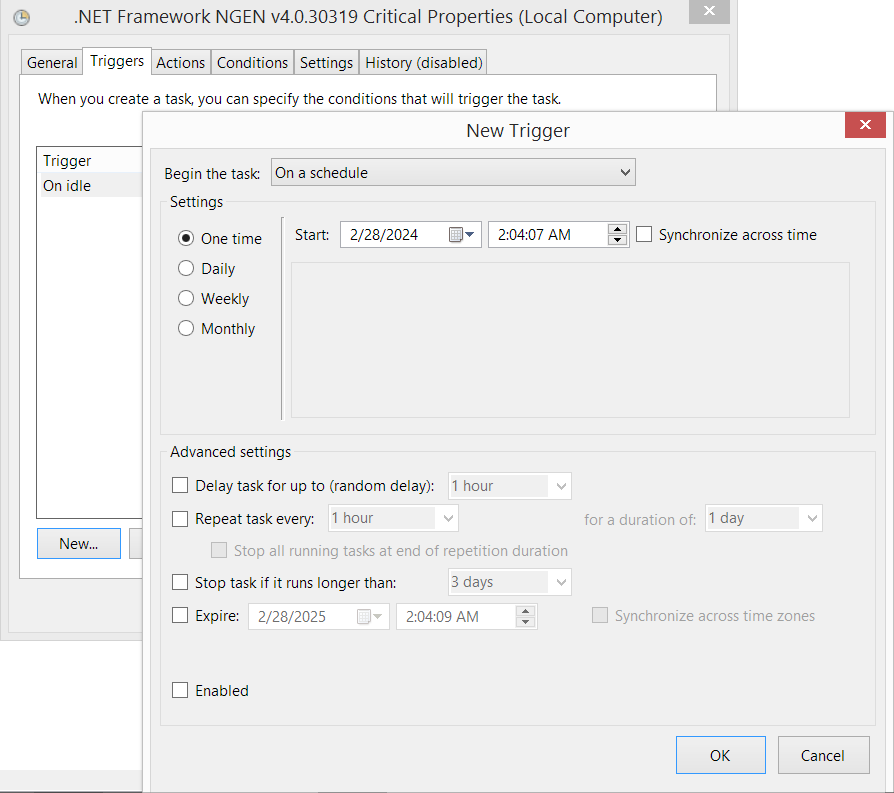 .NET Framework NGEN v4.0.30319 Critical Properties (Local Computer)
General Triggers Actions Conditions Settings History (disabled)
When you create a task, you can specify the conditions that will trigger the task.
Trigger
On idle
New...
New Trigger
Begin the task: On a schedule
Settings
One time
Daily
Weekly
Monthly
Start: 2/28/2024 2:04:07 AM Synchronize across time
Advanced settings
Delay task for up to (random delay): 1 hour
Repeat task every: 1 hour for a duration of: 1 day
Stop all running tasks at end of repetition duration
Stop task if it runs longer than: 3 days
Expire: 2/28/2025 2:04:09 AM Synchronize across time zones
Enabled
OK Cancel